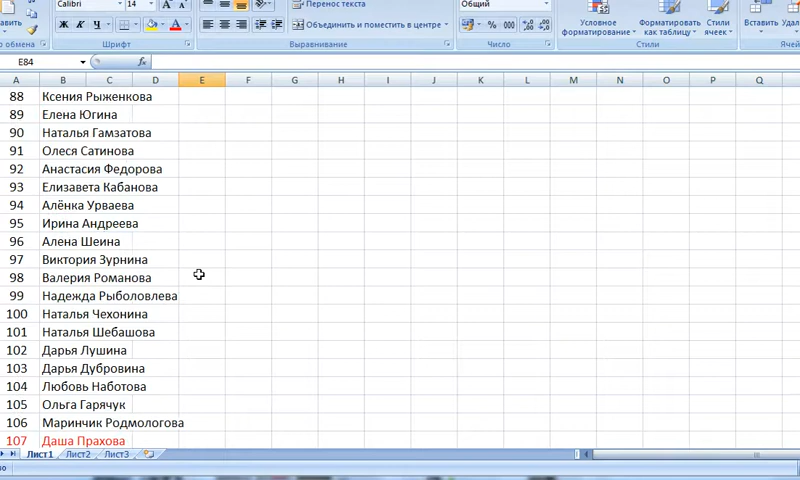 Calibri 14 A A Общий
вставить Ж К Ч A % 000 Условное форматирование Форматировать как таблицу Стили ячеек Вставить Удалить
Перенос текста
Объединить и поместить в центре
Шрифт Выравнивание Число Стили
E84 fx
A B C D E F G H I J K L M N O P Q
88 Ксения Рыженкова
89 Елена Югина
90 Наталья Гамзатова
91 Олеся Сатинова
92 Анастасия Федорова
93 Елизавета Кабанова
94 Алёнка Урваева
95 Ирина Андреева
96 Алена Шеина
97 Виктория Зурнина
98 Валерия Романова
99 Надежда Рыболовлева
100 Наталья Чехонина
101 Наталья Шебашова
102 Дарья Лушина
103 Дарья Дубровина
104 Любовь Наботова
105 Ольга Гарячук
106 Маринчик Родмологова
107 Даша Прахова
Лист1 Лист2 Лист3